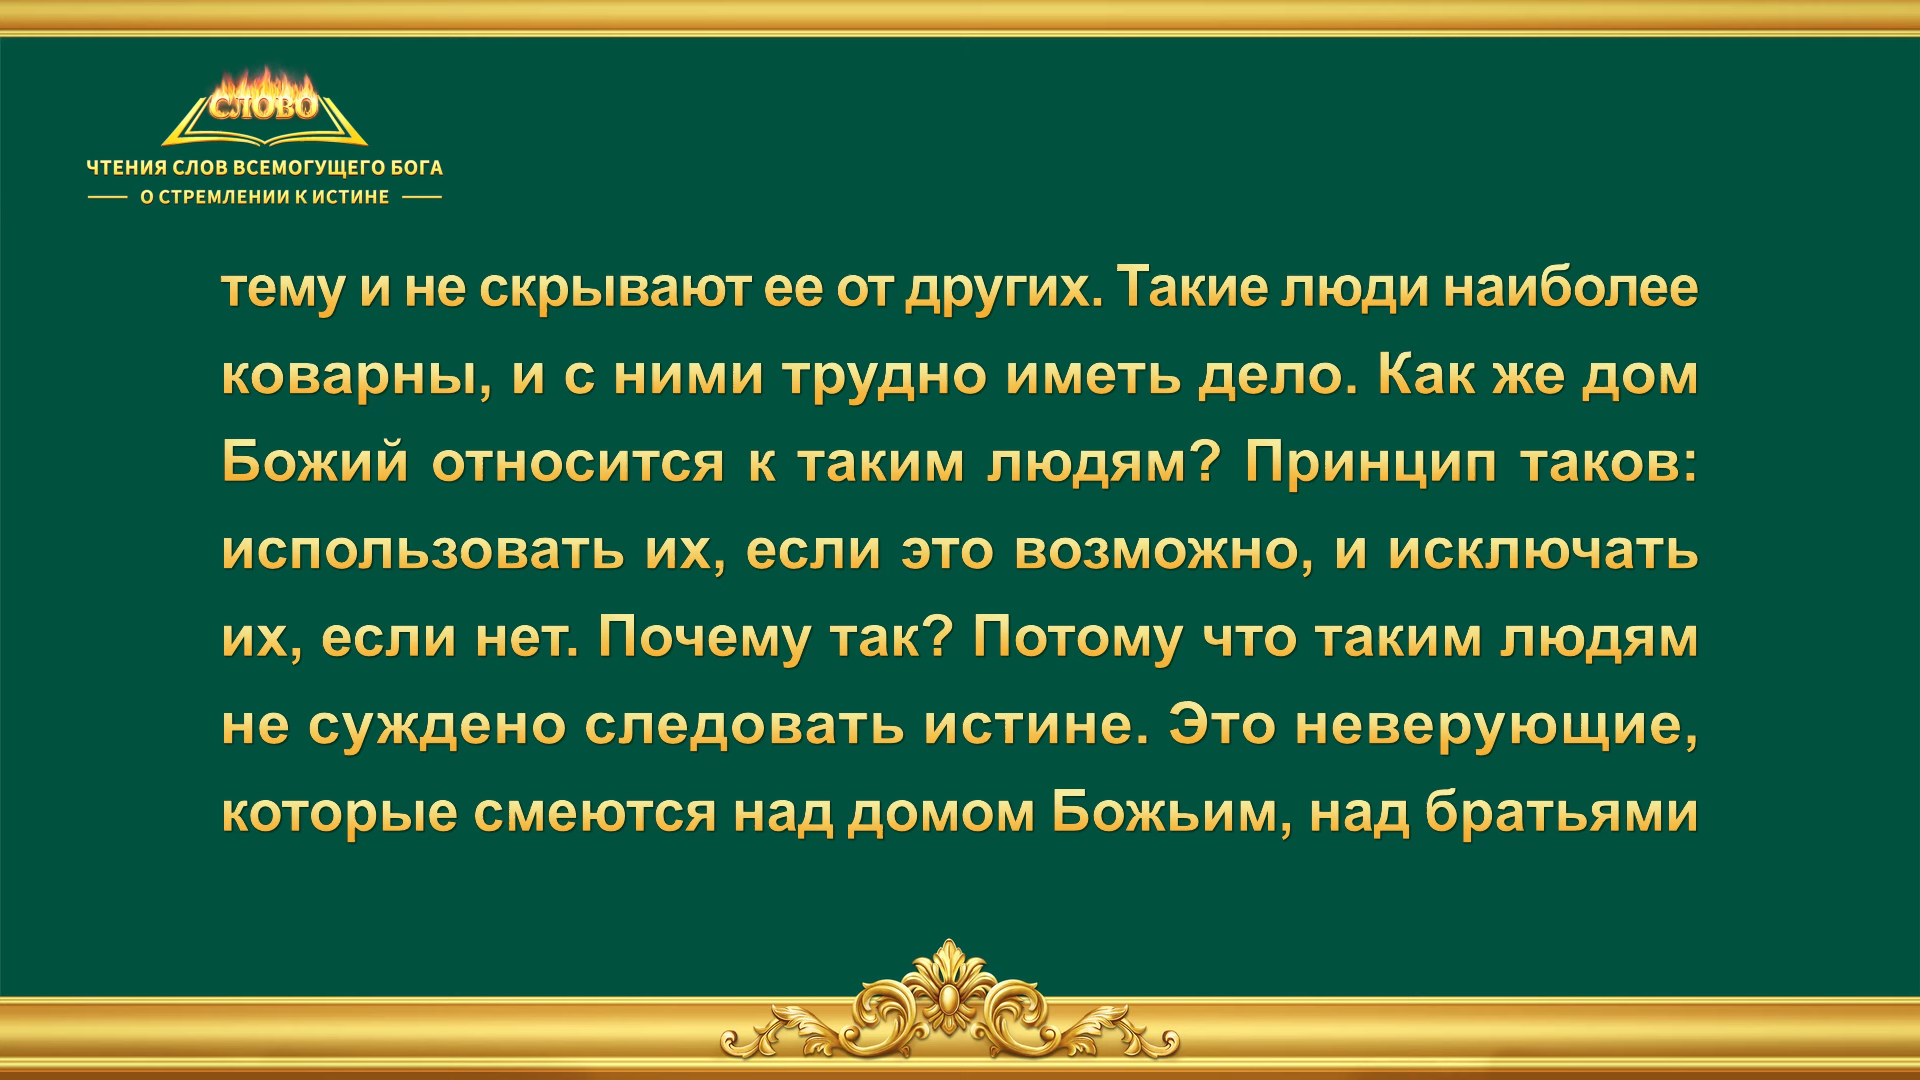 СЛОВО
ЧТЕНИЯ СЛОВ ВСЕМОГУЩЕГО БОГА
О СТРЕМЛЕНИИ К ИСТИНЕ
тему и не скрывают ее от других. Такие люди наиболее
коварны, и с ними трудно иметь дело. Как же дом
Божий относится к таким людям? Принцип таков:
использовать их, если это возможно, и исключать
их, если нет. Почему так? Потому что таким людям
не суждено следовать истине. Это неверующие,
которые смеются над домом Божьим, над братьями